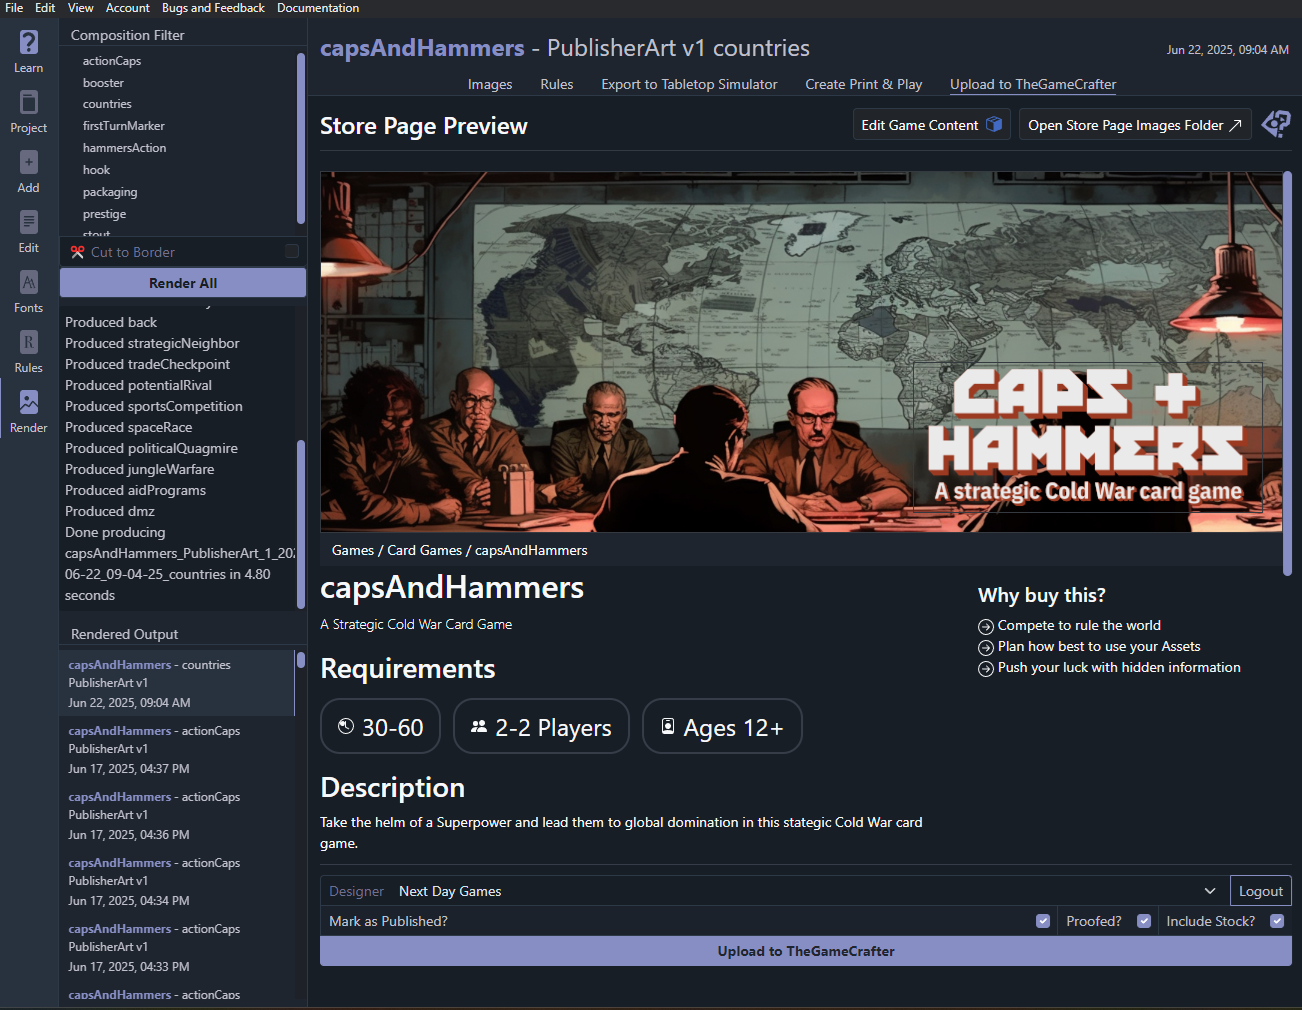 File Edit View Account Bugs and Feedback Documentation
Learn
Project
Add
Edit
Fonts
Rules
Render
Composition Filter
actionCaps
booster
countries
firstTurnMarker
hammersAction
hook
packaging
prestige
Cut to Border
Render All
Produced back
Produced strategicNeighbor
Produced tradeCheckpoint
Produced potentialRival
Produced sportsCompetition
Produced spaceRace
Produced politicalQuagmire
Produced jungleWarfare
Produced aidPrograms
Produced dmz
Done producing
capsAndHammers_PublisherArt_1_202
06-22_09-04-25_countries in 4.80
seconds
Rendered Output
capsAndHammers - countries
PublisherArt v1
Jun 22, 2025, 09:04 AM
capsAndHammers - actionCaps
PublisherArt v1
Jun 17, 2025, 04:37 PM
capsAndHammers - actionCaps
PublisherArt v1
Jun 17, 2025, 04:36 PM
capsAndHammers - actionCaps
PublisherArt v1
Jun 17, 2025, 04:34 PM
capsAndHammers - actionCaps
PublisherArt v1
Jun 17, 2025, 04:33 PM
capsAndHammers - actionCaps
capsAndHammers - PublisherArt v1 countries
Jun 22, 2025, 09:04 AM
Images Rules Export to Tabletop Simulator Create Print & Play Upload to TheGameCrafter
Store Page Preview
Edit Game Content
Open Store Page Images Folder
CAPS +
HAMMERS
A strategic Cold War card game
Games / Card Games / capsAndHammers
capsAndHammers
A Strategic Cold War Card Game
Requirements
30-60
2-2 Players
Ages 12+
Why buy this?
Compete to rule the world
Plan how best to use your Assets
Push your luck with hidden information
Description
Take the helm of a Superpower and lead them to global domination in this stategic Cold War card
game.
Designer Next Day Games
Logout
Mark as Published?
Proofed?
Include Stock?
Upload to TheGameCrafter